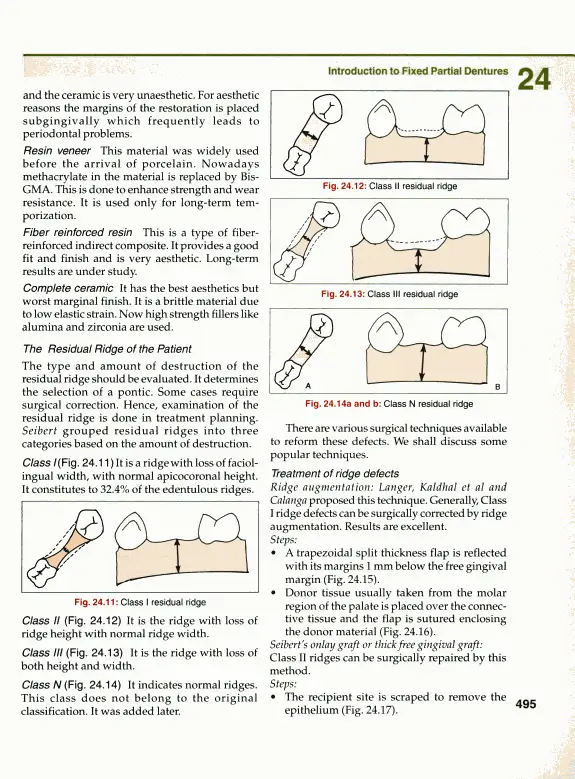 Introduction to Fixed Partial Dentures
24
and the ceramic is very unaesthetic. For aesthetic
reasons the margins of the restoration is placed
subgingivally which frequently leads to
periodontal problems.
Resin veneer This material was widely used
before the arrival of porcelain. Nowadays
methacrylate in the material is replaced by Bis-
GMA. This is done to enhance strength and wear
resistance. It is used only for long-term tem-
porization.
Fiber reinforced resin This is a type of fiber-
reinforced indirect composite. It provides a good
fit and finish and is very aesthetic. Long-term
results are under study.
Complete ceramic It has the best aesthetics but
worst marginal finish. It is a brittle material due
to low elastic strain. Now high strength fillers like
alumina and zirconia are used.
The Residual Ridge of the Patient
The type and amount of destruction of the
residual ridge should be evaluated. It determines
the selection of a pontic. Some cases require
surgical correction. Hence, examination of the
residual ridge is done in treatment planning.
Seibert grouped residual ridges into three
categories based on the amount of destruction.
Class I (Fig. 24.11) It is a ridge with loss of faciol-
ingual width, with normal apicocoronal height.
It constitutes to 32.4% of the edentulous ridges.
Fig. 24.11: Class I residual ridge
Class II (Fig. 24.12) It is the ridge with loss of
ridge height with normal ridge width.
Class III (Fig. 24.13) It is the ridge with loss of
both height and width.
Class N (Fig. 24.14) It indicates normal ridges.
This class does not belong to the original
classification. It was added later.
Fig. 24.12: Class II residual ridge
Fig. 24.13: Class III residual ridge
A
B
Fig. 24.14a and b: Class N residual ridge
There are various surgical techniques available
to reform these defects. We shall discuss some
popular techniques.
Treatment of ridge defects
Ridge augmentation: Langer, Kaldhal et al and
Calanga proposed this technique. Generally, Class
I ridge defects can be surgically corrected by ridge
augmentation. Results are excellent.
Steps:
• A trapezoidal split thickness flap is reflected
with its margins 1 mm below the free gingival
margin (Fig. 24.15).
• Donor tissue usually taken from the molar
region of the palate is placed over the connec-
tive tissue and the flap is sutured enclosing
the donor material (Fig. 24.16).
Seibert's onlay graft or thick free gingival graft:
Class II ridges can be surgically repaired by this
method.
Steps:
• The recipient site is scraped to remove the
epithelium (Fig. 24.17).
495